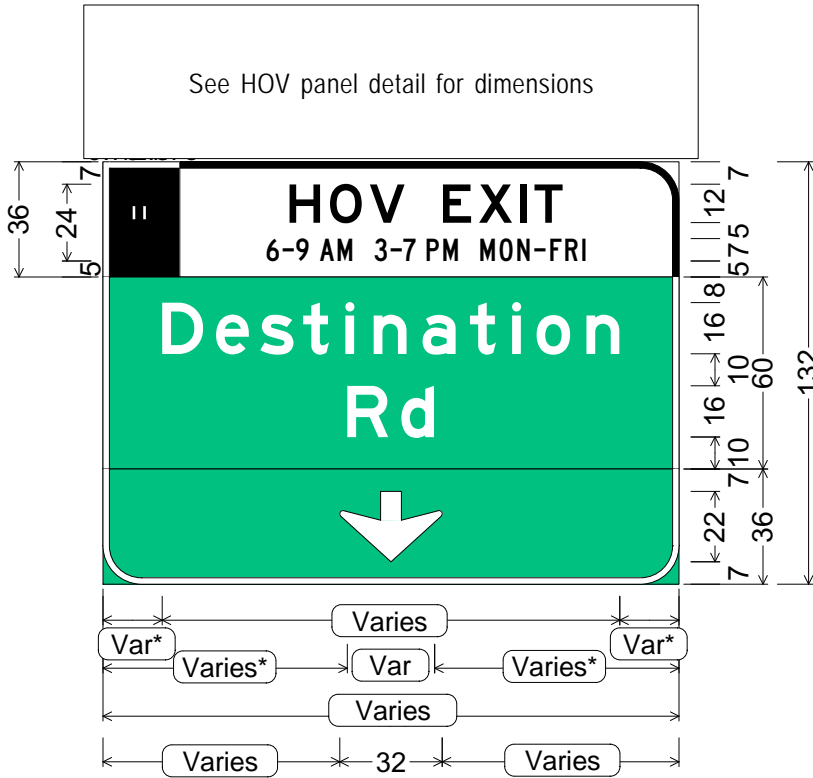 See HOV panel detail for dimensions
HOV EXIT
6-9 AM 3-7 PM MON-FRI
Destination
Rd
36
7
24
5
7
12
5
7
5
8
16
10
16
10
7
22
7
60
36
132
Varies
Var* Var*
Varies* Var Varies*
Varies
Varies 32 Varies